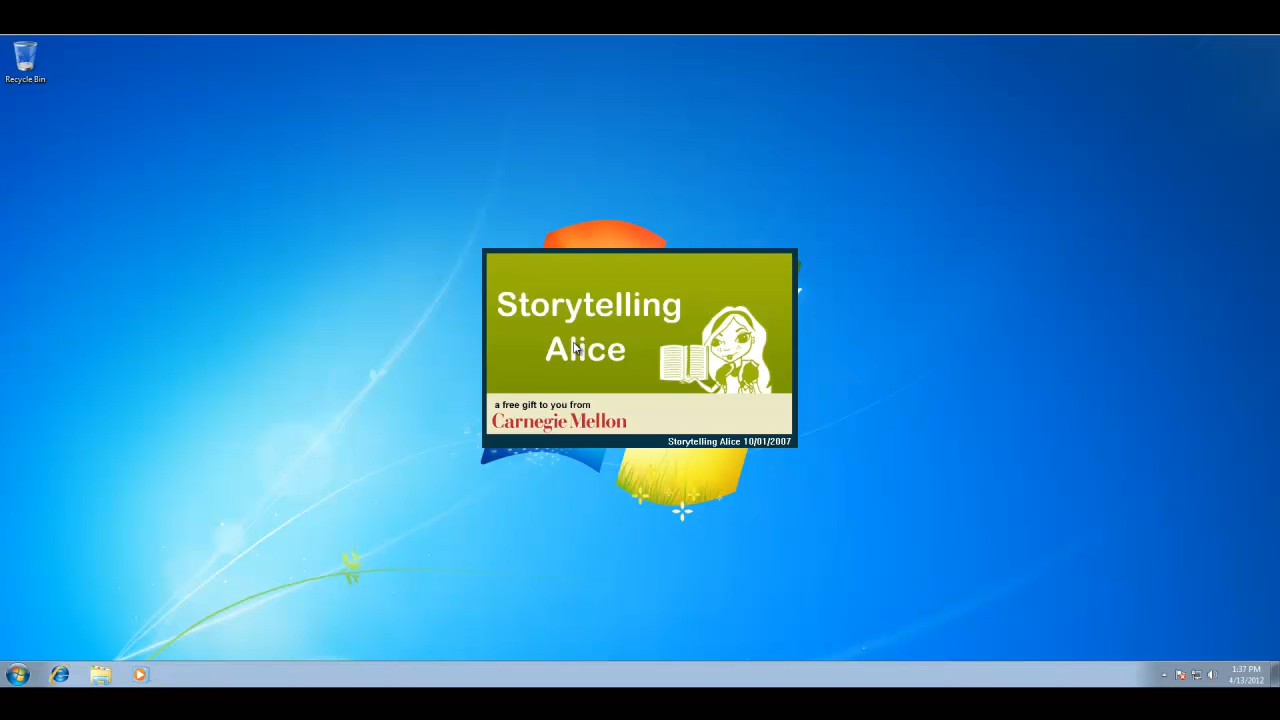 Recycle Bin
Storytelling
Alice
a free gift to you from
Carnegie Mellon
Storytelling Alice 10/01/2007
1:37 PM
4/13/2012